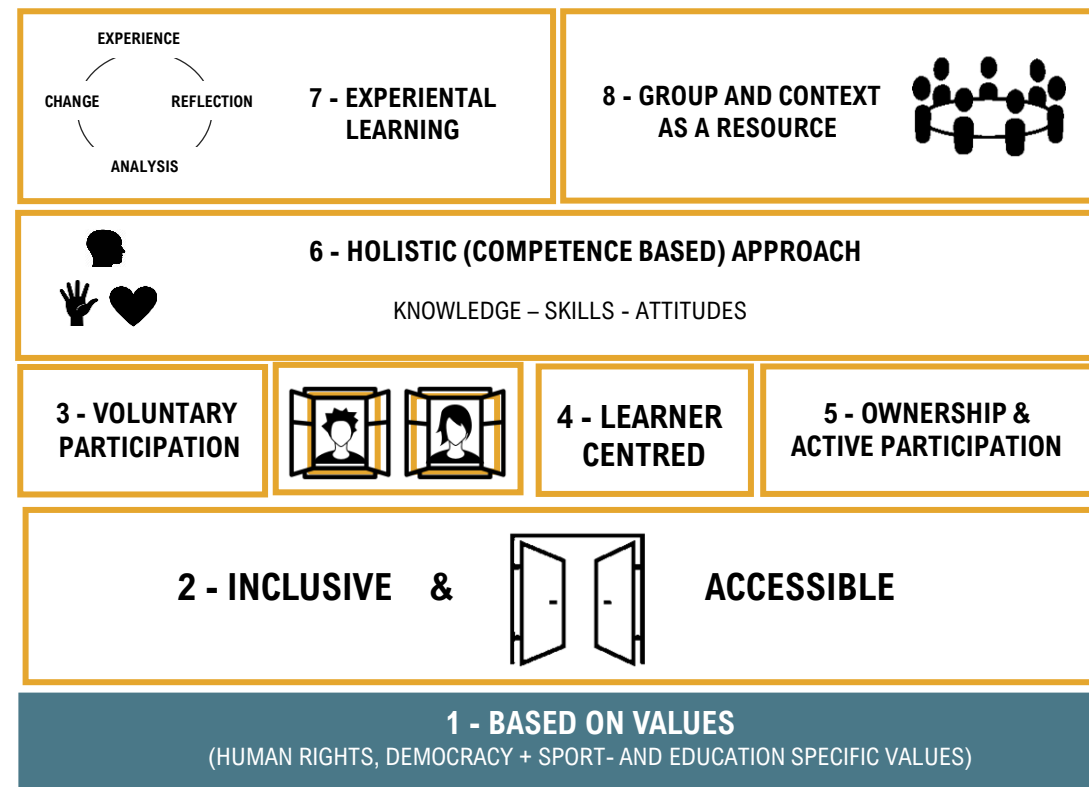 EXPERIENCE
CHANGE
REFLECTION
ANALYSIS
7 - EXPERIENTAL
LEARNING
8 - GROUP AND CONTEXT
AS A RESOURCE
6 - HOLISTIC (COMPETENCE BASED) APPROACH
KNOWLEDGE – SKILLS - ATTITUDES
3 - VOLUNTARY
PARTICIPATION
4 - LEARNER
CENTRED
5 - OWNERSHIP &
ACTIVE PARTICIPATION
2 - INCLUSIVE & ACCESSIBLE
1 - BASED ON VALUES
(HUMAN RIGHTS, DEMOCRACY + SPORT- AND EDUCATION SPECIFIC VALUES)